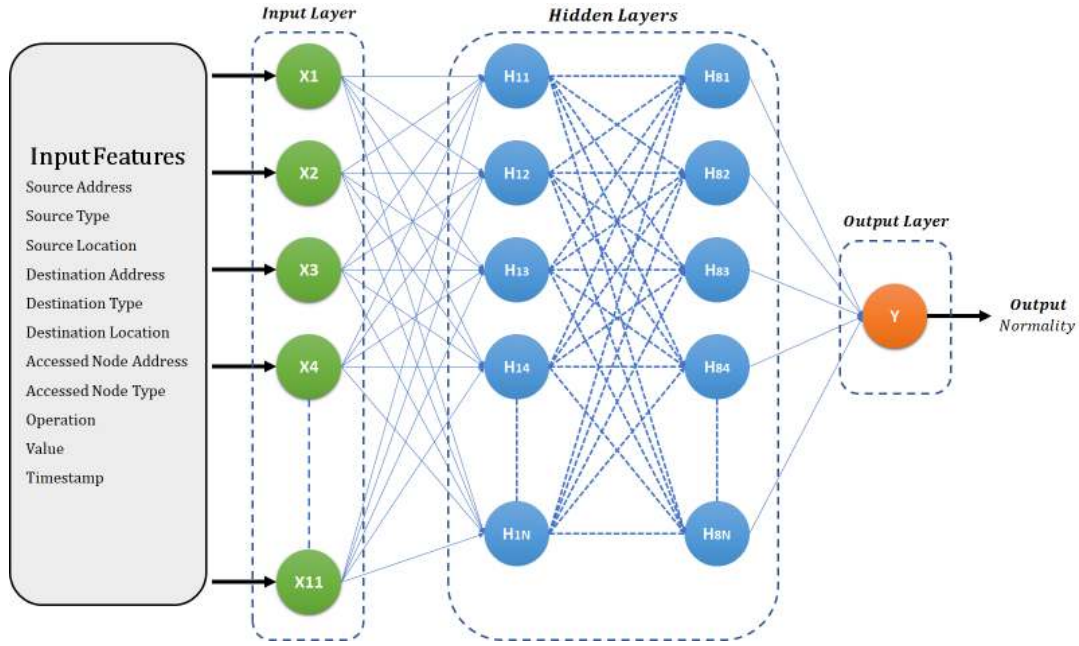 Input Layer
Hidden Layers
Input Features
Source Address
Source Type
Source Location
Destination Address
Destination Type
Destination Location
Accessed Node Address
Accessed Node Type
Operation
Value
Timestamp
X1
X2
X3
X4
X11
H11
H12
H13
H14
H1N
H81
H82
H83
H84
H8N
Output Layer
Y
Output
Normality